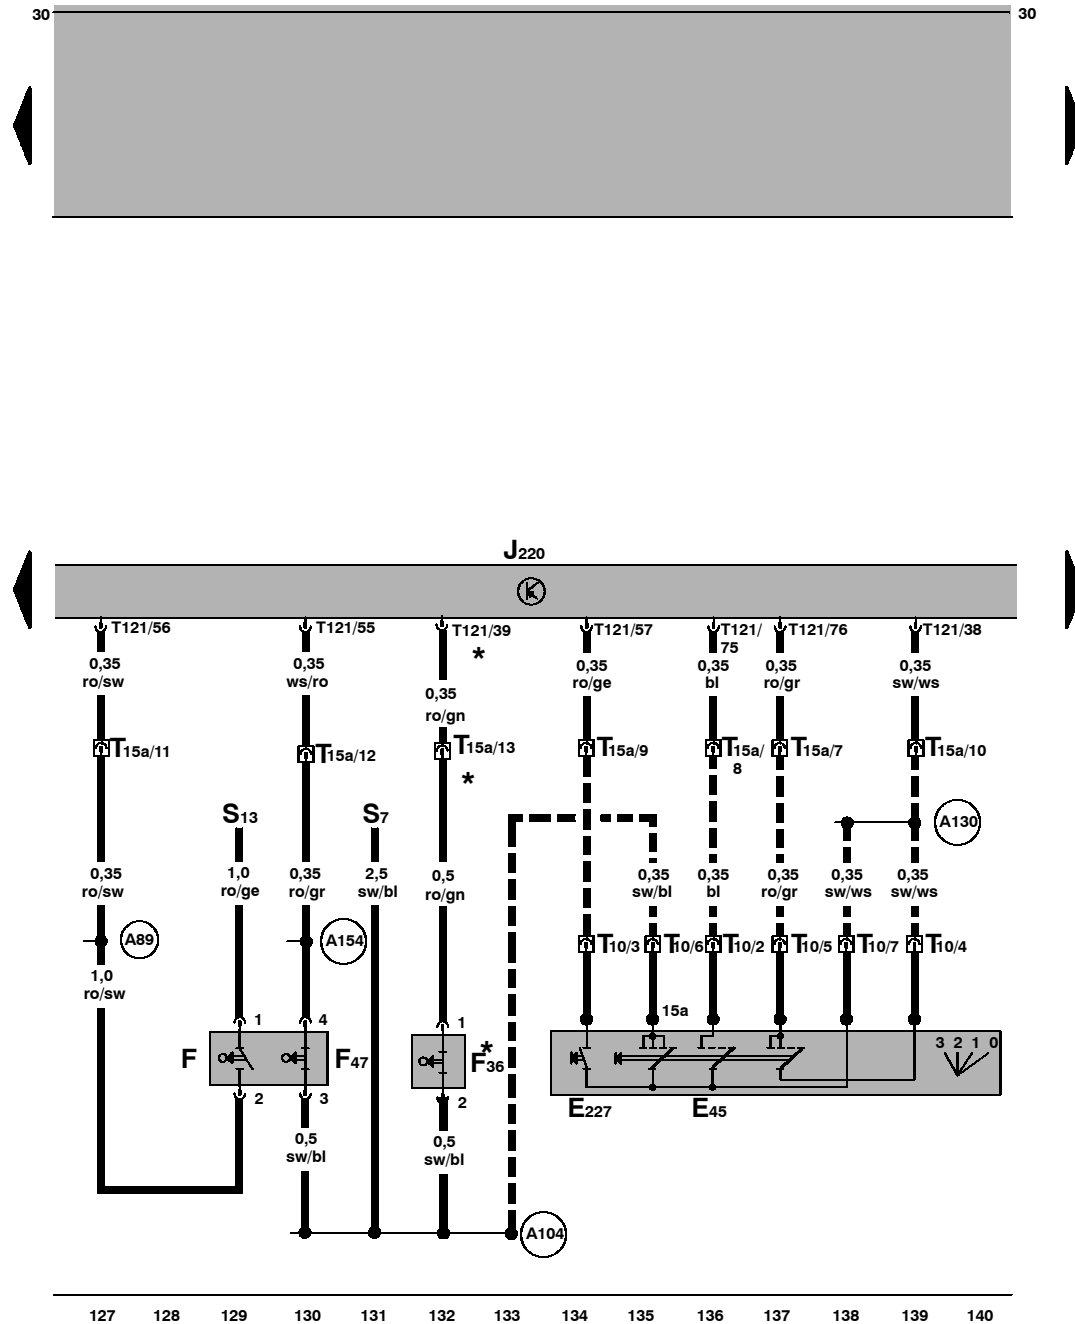 30 30
J220
T121/56 T121/55 T121/39 T121/57 T121/ T121/76 T121/38
75
*
0,35 0,35 0,35 0,35 0,35 0,35
ro/sw ws/ro ro/ge bl ro/gr sw/ws
0,35
ro/gn
T15a/11 T15a/12 T15a/13 T15a/9 T15a/ T15a/7 T15a/10
8
*
S13 S7
A130
0,35 1,0 0,35 2,5 0,5 0,35 0,35 0,35 0,35 0,35
ro/sw ro/ge ro/gr sw/bl ro/gn sw/bl bl ro/gr sw/ws sw/ws
A89 A154 T10/3 T10/6 T10/2 T10/5 T10/7 T10/4
1,0
ro/sw
15a
1 4 1
3 2 1 0
F F47 F36 *
2 3 2
E227 E45
0,5 0,5
sw/bl sw/bl
A104
127 128 129 130 131 132 133 134 135 136 137 138 139 140